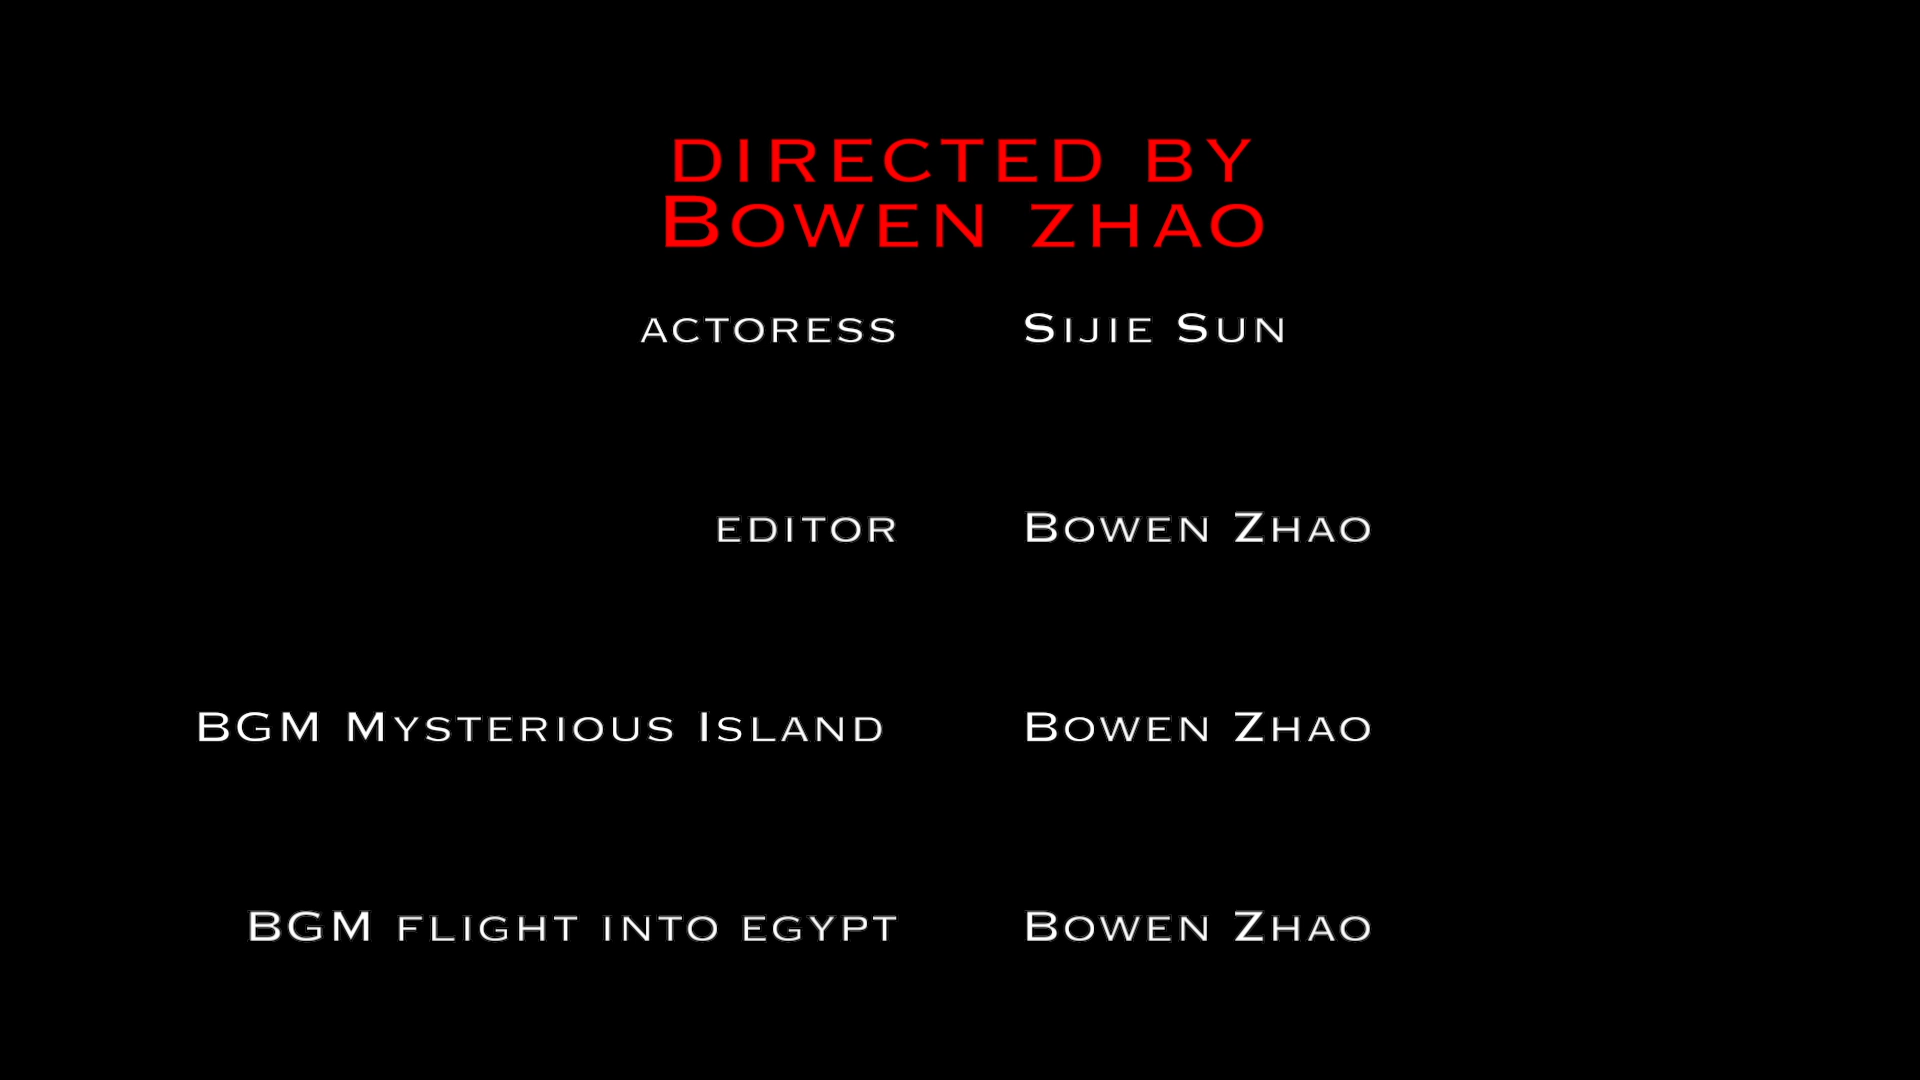 DIRECTED BY
BOWEN ZHAO
ACTORESS SIJIE SUN
EDITOR BOWEN ZHAO
BGM MYSTERIOUS ISLAND BOWEN ZHAO
BGM FLIGHT INTO EGYPT BOWEN ZHAO